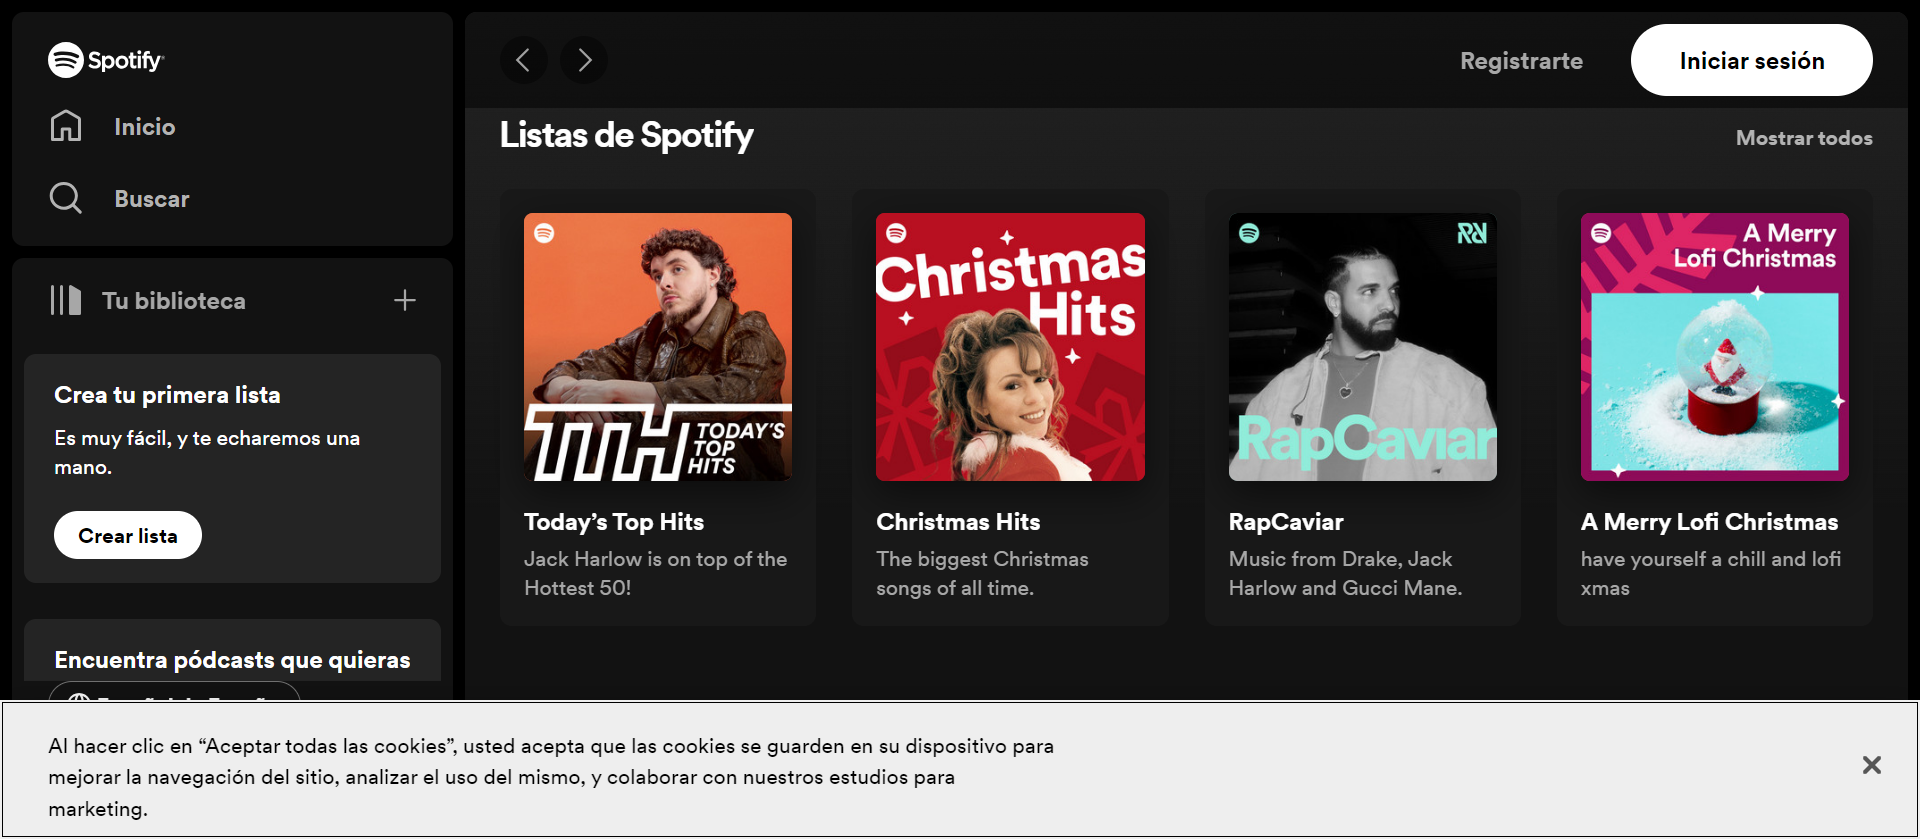 Spotify
Inicio
Buscar
Tu biblioteca
Crea tu primera lista
Es muy fácil, y te echaremos una
mano.
Crear lista
Encuentra pódcasts que quieras
Registrarte
Iniciar sesión
Listas de Spotify
Mostrar todos
TTH TODAY'S
TOP
HITS
Today’s Top Hits
Jack Harlow is on top of the
Hottest 50!
Christmas
Hits
Christmas Hits
The biggest Christmas
songs of all time.
RapCaviar
RapCaviar
Music from Drake, Jack
Harlow and Gucci Mane.
A Merry
Lofi Christmas
A Merry Lofi Christmas
have yourself a chill and lofi
xmas
Al hacer clic en “Aceptar todas las cookies”, usted acepta que las cookies se guarden en su dispositivo para
mejorar la navegación del sitio, analizar el uso del mismo, y colaborar con nuestros estudios para
marketing.